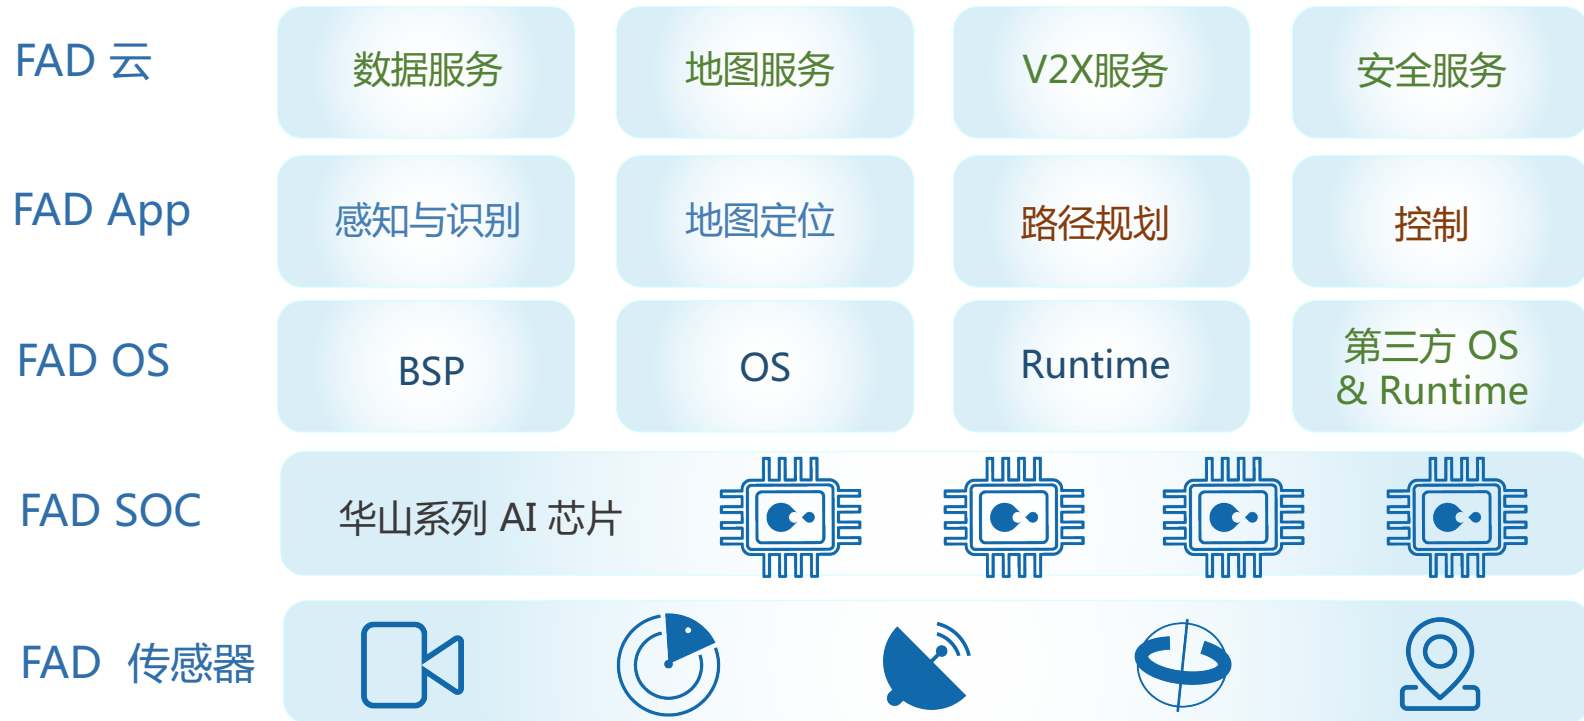 FAD 云
数据服务
地图服务
V2X服务
安全服务
FAD App
感知与识别
地图定位
路径规划
控制
FAD OS
BSP
OS
Runtime
第三方 OS
& Runtime
FAD SOC
华山系列 AI 芯片
FAD 传感器